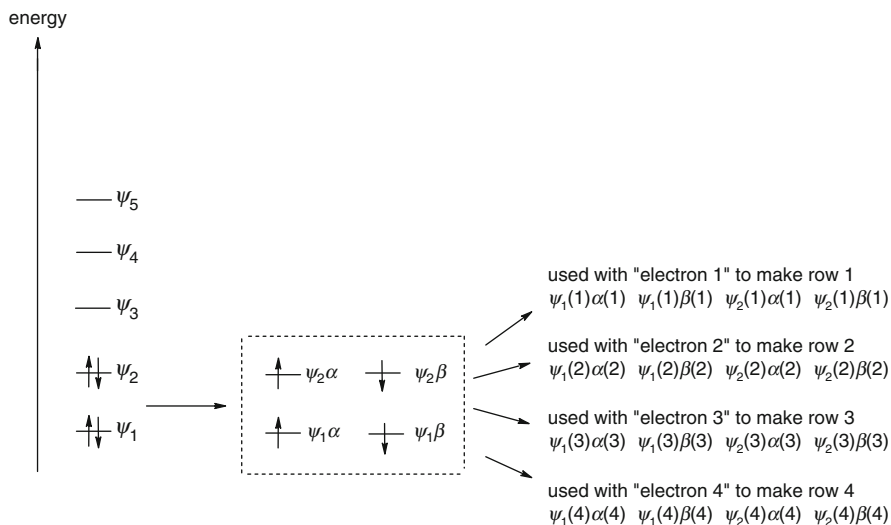 energy
ψ₅
ψ₄
ψ₃
ψ₂
ψ₁
ψ₂α ψ₂β
ψ₁α ψ₁β
used with "electron 1" to make row 1
ψ₁(1)α(1) ψ₁(1)β(1) ψ₂(1)α(1) ψ₂(1)β(1)
used with "electron 2" to make row 2
ψ₁(2)α(2) ψ₁(2)β(2) ψ₂(2)α(2) ψ₂(2)β(2)
used with "electron 3" to make row 3
ψ₁(3)α(3) ψ₁(3)β(3) ψ₂(3)α(3) ψ₂(3)β(3)
used with "electron 4" to make row 4
ψ₁(4)α(4) ψ₁(4)β(4) ψ₂(4)α(4) ψ₂(4)β(4)